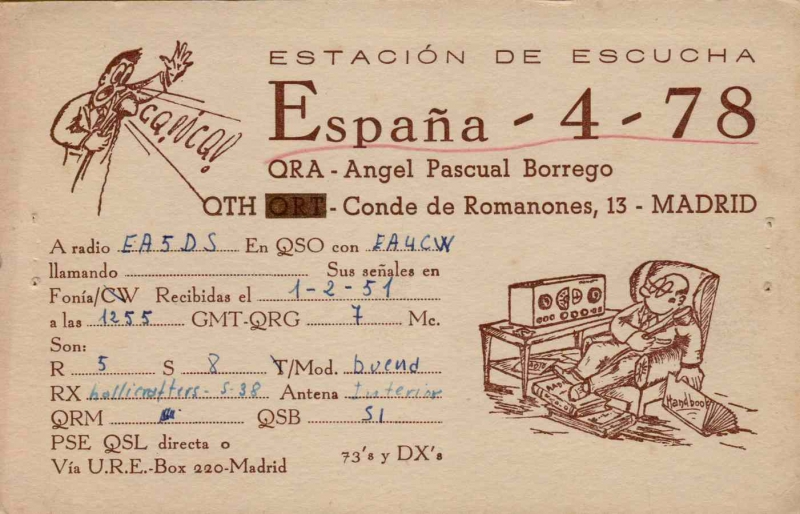 ESTACIÓN DE ESCUCHA
España - 4 - 78
CQ! CQ!
QRA - Angel Pascual Borrego
QTH QRT - Conde de Romanones, 13 - MADRID
A radio EA5DS En QSO con EA4CW
llamando Sus señales en
Fonía/CW Recibidas el 1-2-51
a las 1255 GMT-QRG 7 Mc.
Son:
R 5 S 8 T/Mod. buena
RX hallicrafters - S-38 Antena Interior
QRM QSB SI
PSE QSL directa o
Vía U.R.E.-Box 220-Madrid
73's y DX's
Handbook